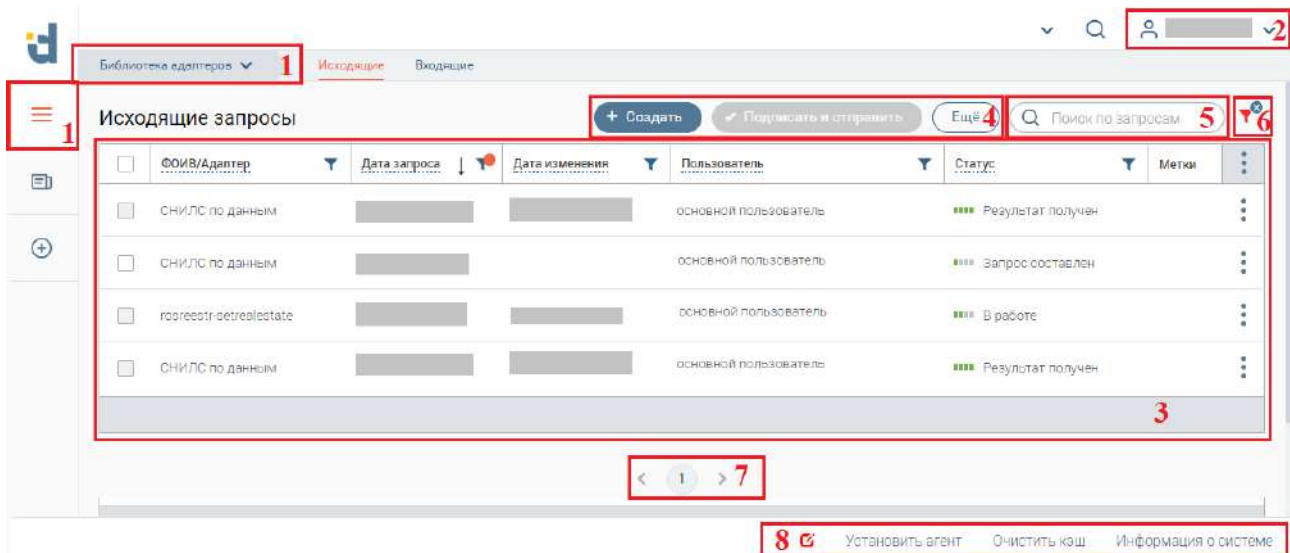 2
Библиотека адаптеров 1 Исходящие Входящие
1 Исходящие запросы + Создать Подписать и отправить Ещё 4 Поиск по запросам 5 6
ФОИВ/Адаптер Дата запроса Дата изменения Пользователь Статус Метки
СНИЛС по данным основной пользователь Результат получен
СНИЛС по данным основной пользователь Запрос составлен
rosreestr-getrealestate основной пользователь В работе
СНИЛС по данным основной пользователь Результат получен
3
1 7
8 Установить агент Очистить кэш Информация о системе